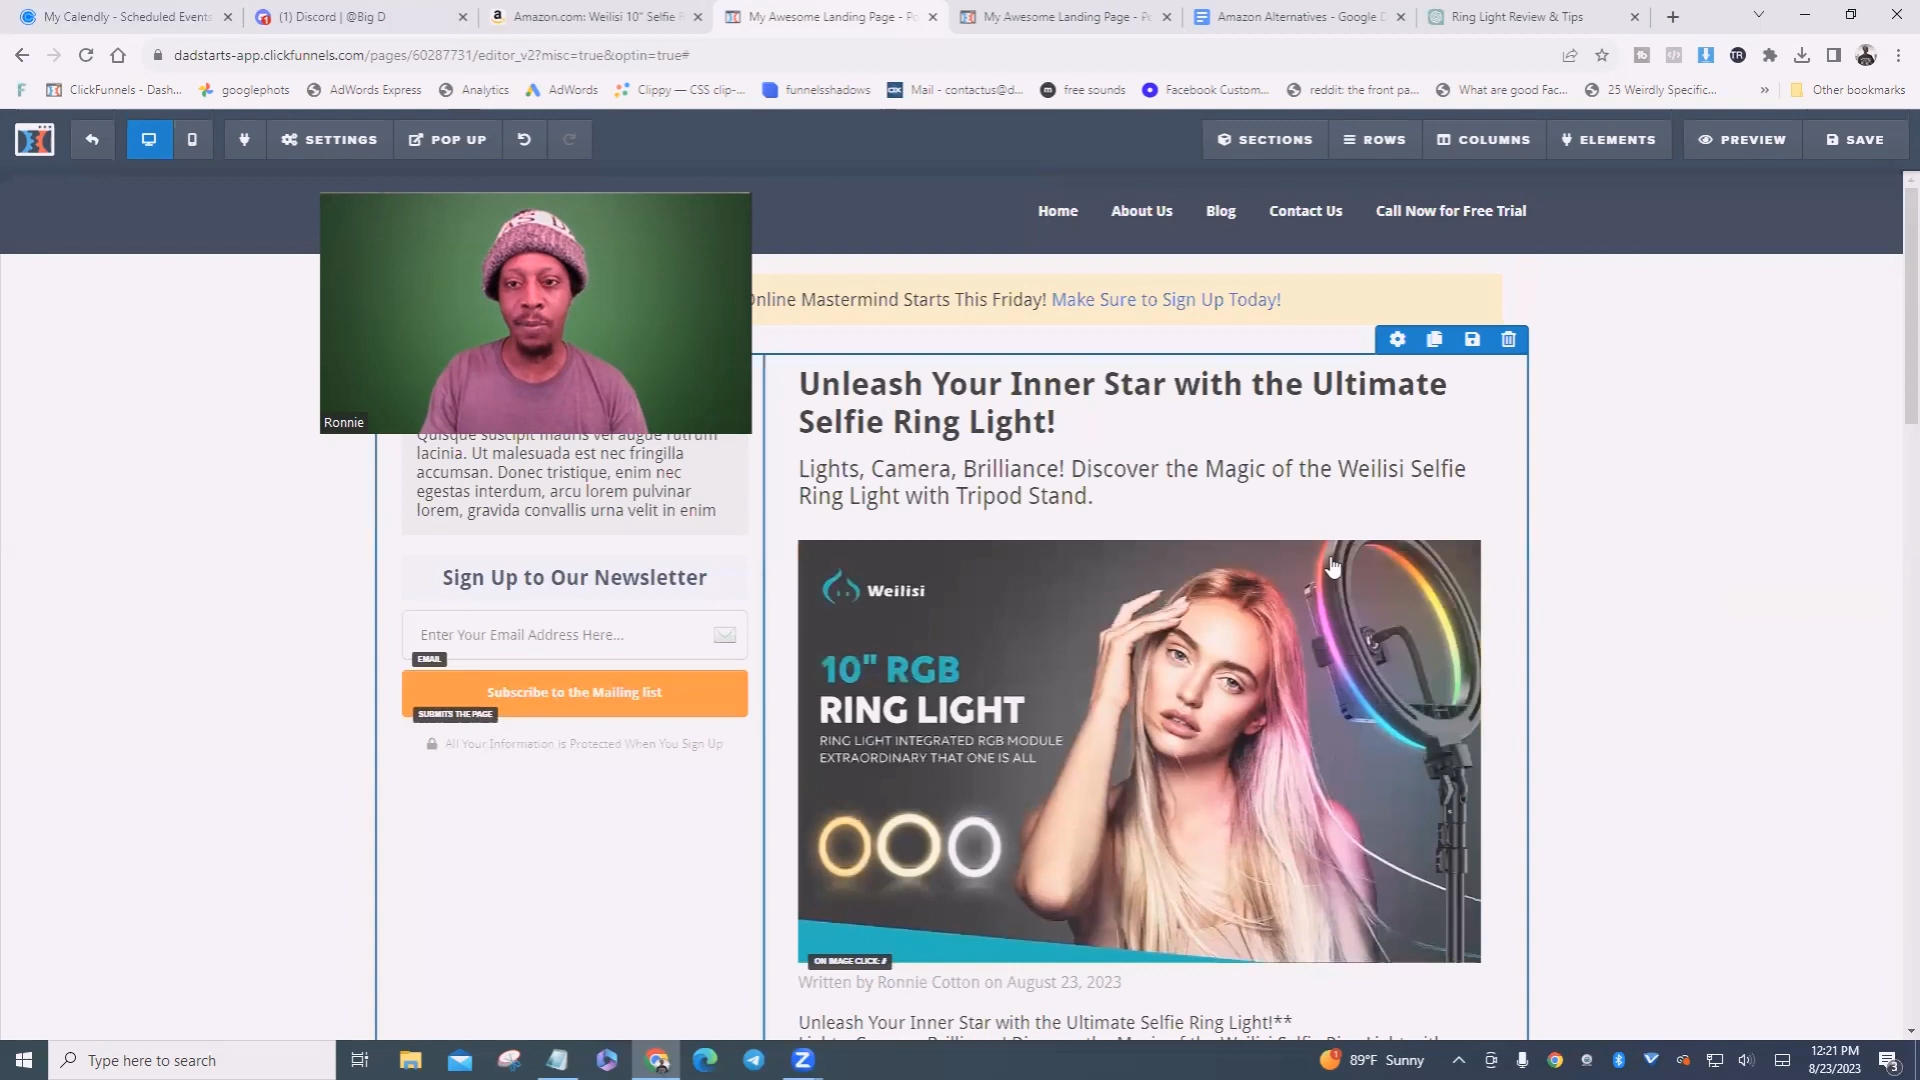 My Calendly - Scheduled Events
(1) Discord | @Big D
Amazon.com: Weilisi 10" Selfie
My Awesome Landing Page - Po
My Awesome Landing Page - Po
Amazon Alternatives - Google D
Ring Light Review & Tips
dadstarts-app.clickfunnels.com/pages/60287731/editor_v2?misc=true&optin=true#
ClickFunnels - Dash...
googlephots
AdWords Express
Analytics
AdWords
Clippy — CSS clip-...
funnelsshadows
Mail - contactus@d...
free sounds
Facebook Custom...
reddit: the front pa...
What are good Fac...
25 Weirdly Specific...
Other bookmarks
SETTINGS
POP UP
SECTIONS
ROWS
COLUMNS
ELEMENTS
PREVIEW
SAVE
Home
About Us
Blog
Contact Us
Call Now for Free Trial
Online Mastermind Starts This Friday! Make Sure to Sign Up Today!
Ronnie
Quisque suscipit mauris vel augue rutrum
lacinia. Ut malesuada est nec fringilla
accumsan. Donec tristique, enim nec
egestas interdum, arcu lorem pulvinar
lorem, gravida convallis urna velit in enim
Sign Up to Our Newsletter
Enter Your Email Address Here...
EMAIL
Subscribe to the Mailing list
SUBMITS THE PAGE
All Your Information is Protected When You Sign Up
Unleash Your Inner Star with the Ultimate
Selfie Ring Light!
Lights, Camera, Brilliance! Discover the Magic of the Weilisi Selfie
Ring Light with Tripod Stand.
Weilisi
10" RGB
RING LIGHT
RING LIGHT INTEGRATED RGB MODULE
EXTRAORDINARY THAT ONE IS ALL
ON IMAGE CLICK: #
Written by Ronnie Cotton on August 23, 2023
Unleash Your Inner Star with the Ultimate Selfie Ring Light!**
Type here to search
89°F Sunny
12:21 PM
8/23/2023
3